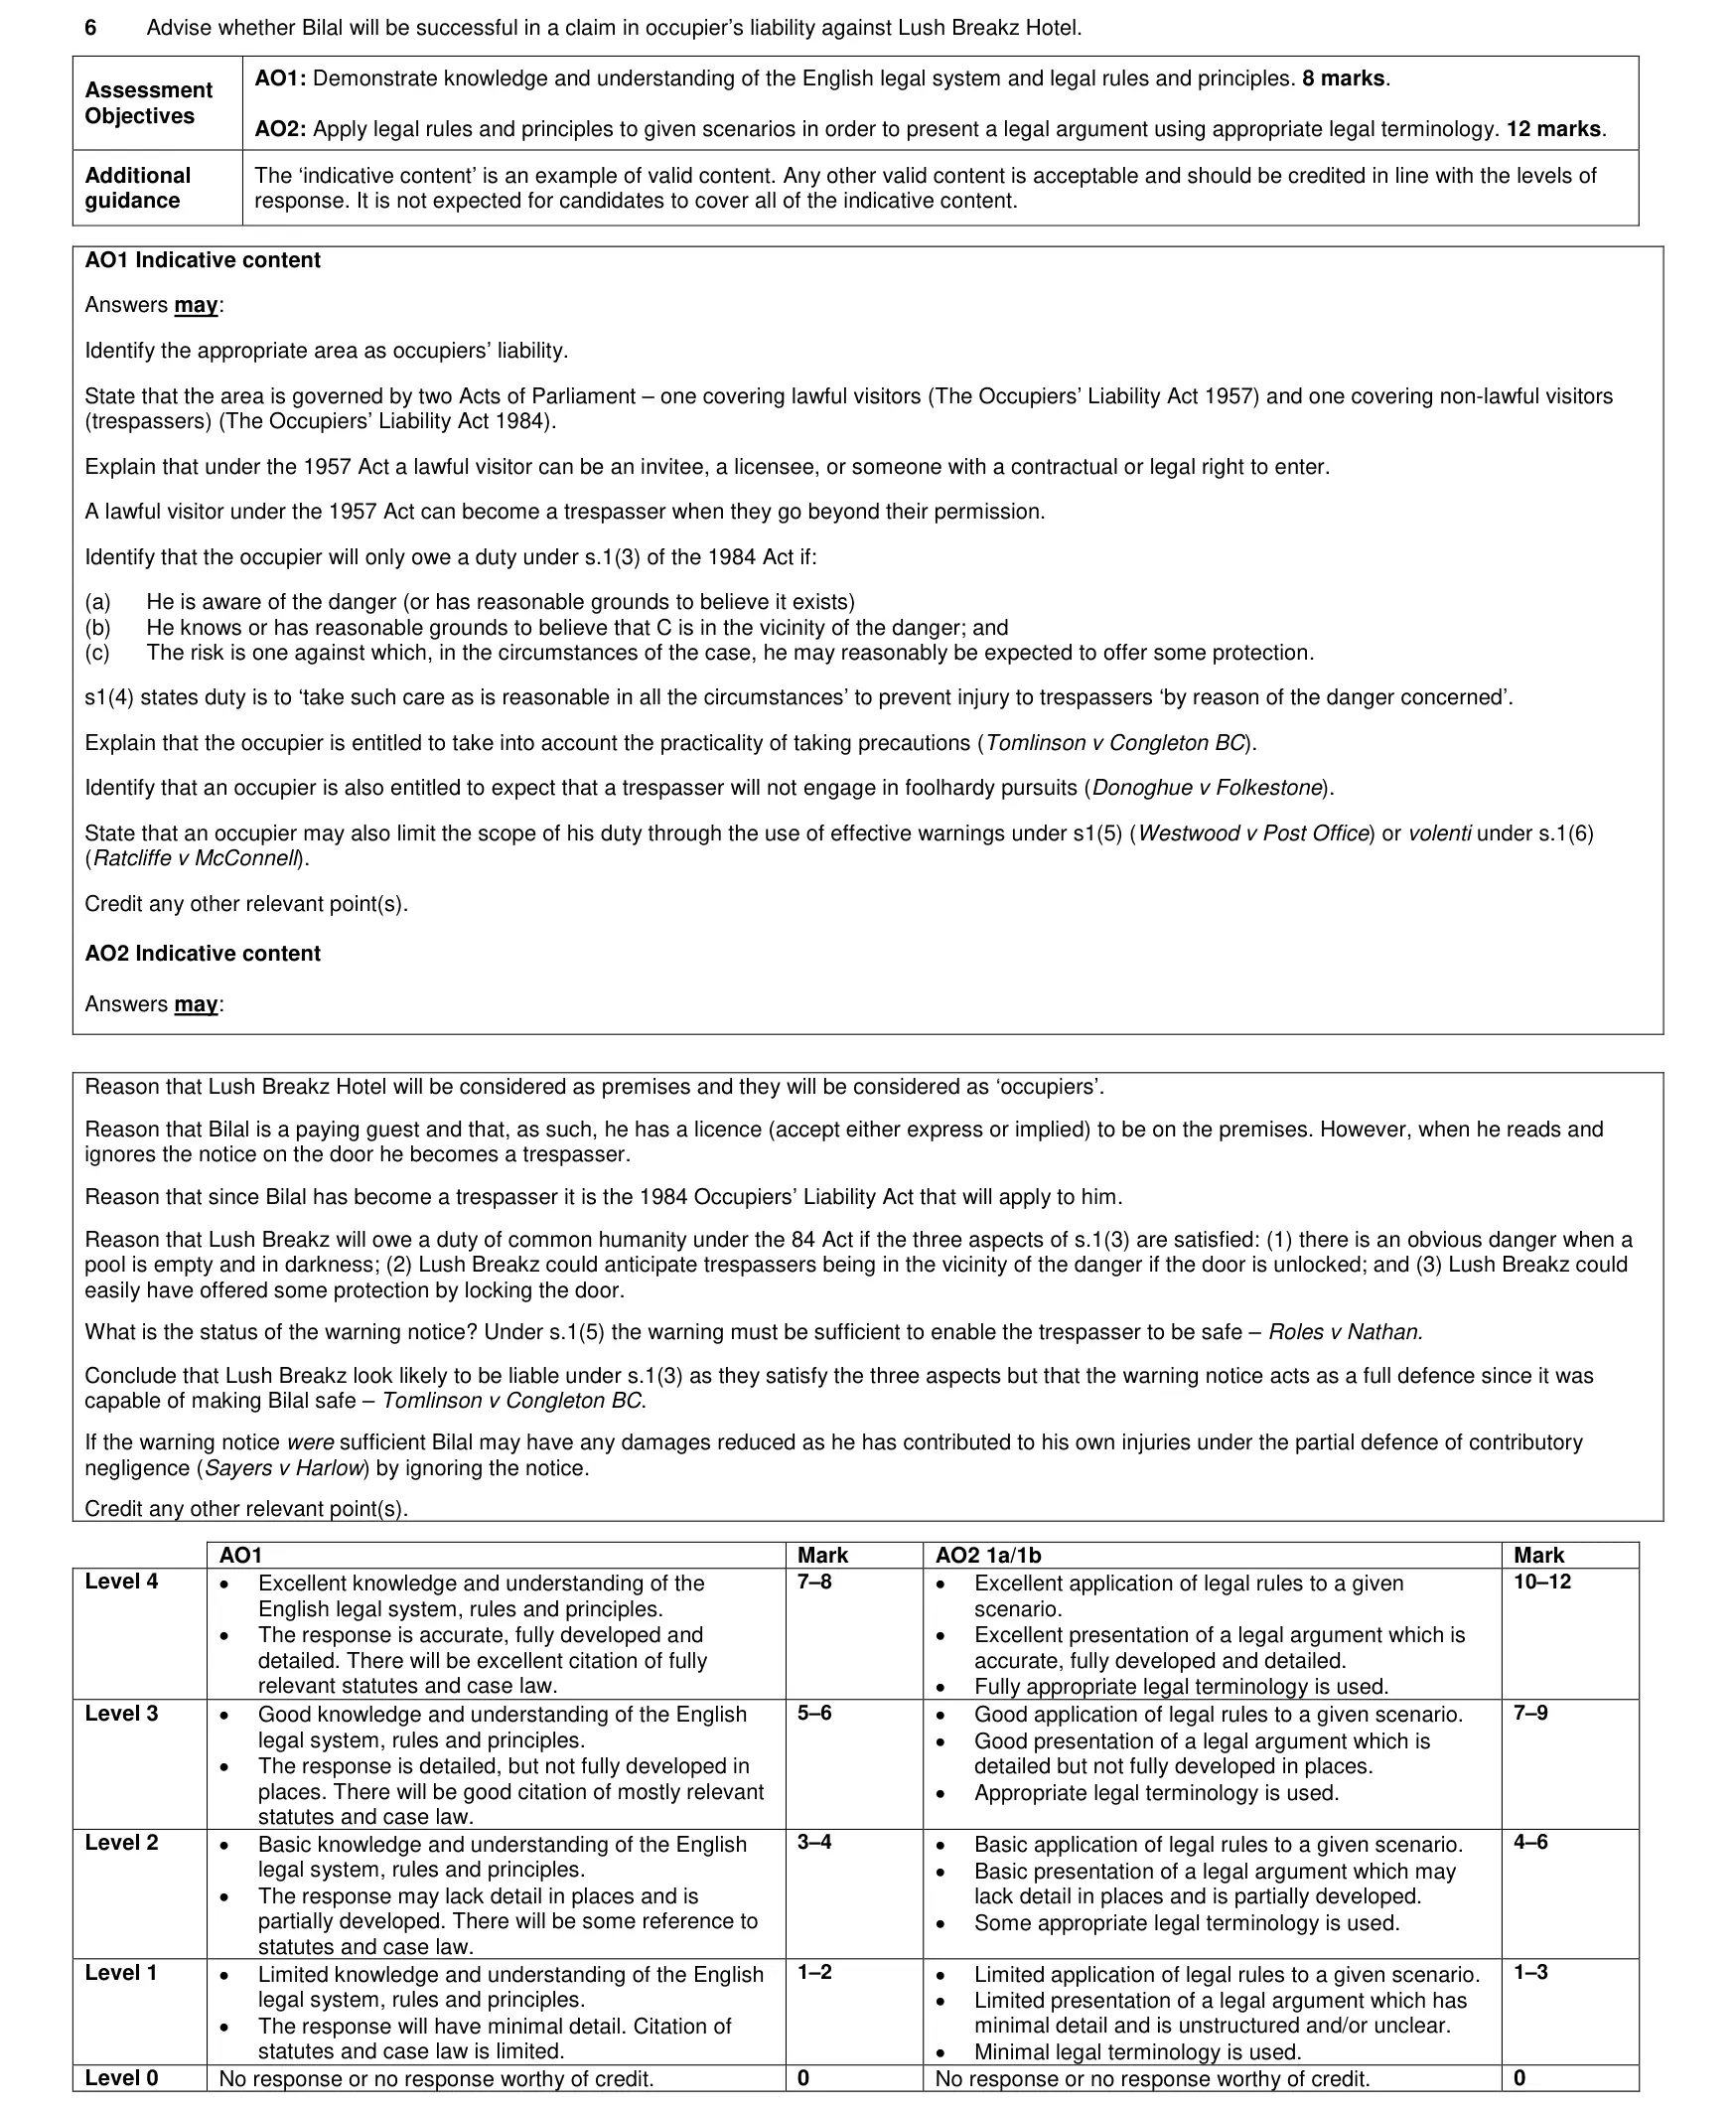 6 Advise whether Bilal will be successful in a claim in occupier’s liability against Lush Breakz Hotel.
Assessment Objectives
AO1: Demonstrate knowledge and understanding of the English legal system and legal rules and principles. 8 marks.
AO2: Apply legal rules and principles to given scenarios in order to present a legal argument using appropriate legal terminology. 12 marks.
Additional guidance
The ‘indicative content’ is an example of valid content. Any other valid content is acceptable and should be credited in line with the levels of
response. It is not expected for candidates to cover all of the indicative content.
AO1 Indicative content
Answers may:
Identify the appropriate area as occupiers’ liability.
State that the area is governed by two Acts of Parliament – one covering lawful visitors (The Occupiers’ Liability Act 1957) and one covering non-lawful visitors
(trespassers) (The Occupiers’ Liability Act 1984).
Explain that under the 1957 Act a lawful visitor can be an invitee, a licensee, or someone with a contractual or legal right to enter.
A lawful visitor under the 1957 Act can become a trespasser when they go beyond their permission.
Identify that the occupier will only owe a duty under s.1(3) of the 1984 Act if:
(a) He is aware of the danger (or has reasonable grounds to believe it exists)
(b) He knows or has reasonable grounds to believe that C is in the vicinity of the danger; and
(c) The risk is one against which, in the circumstances of the case, he may reasonably be expected to offer some protection.
s1(4) states duty is to ‘take such care as is reasonable in all the circumstances’ to prevent injury to trespassers ‘by reason of the danger concerned’.
Explain that the occupier is entitled to take into account the practicality of taking precautions (Tomlinson v Congleton BC).
Identify that an occupier is also entitled to expect that a trespasser will not engage in foolhardy pursuits (Donoghue v Folkestone).
State that an occupier may also limit the scope of his duty through the use of effective warnings under s1(5) (Westwood v Post Office) or volenti under s.1(6)
(Ratcliffe v McConnell).
Credit any other relevant point(s).
AO2 Indicative content
Answers may:
Reason that Lush Breakz Hotel will be considered as premises and they will be considered as ‘occupiers’.
Reason that Bilal is a paying guest and that, as such, he has a licence (accept either express or implied) to be on the premises. However, when he reads and
ignores the notice on the door he becomes a trespasser.
Reason that since Bilal has become a trespasser it is the 1984 Occupiers’ Liability Act that will apply to him.
Reason that Lush Breakz will owe a duty of common humanity under the 84 Act if the three aspects of s.1(3) are satisfied: (1) there is an obvious danger when a
pool is empty and in darkness; (2) Lush Breakz could anticipate trespassers being in the vicinity of the danger if the door is unlocked; and (3) Lush Breakz could
easily have offered some protection by locking the door.
What is the status of the warning notice? Under s.1(5) the warning must be sufficient to enable the trespasser to be safe – Roles v Nathan.
Conclude that Lush Breakz look likely to be liable under s.1(3) as they satisfy the three aspects but that the warning notice acts as a full defence since it was
capable of making Bilal safe – Tomlinson v Congleton BC.
If the warning notice were sufficient Bilal may have any damages reduced as he has contributed to his own injuries under the partial defence of contributory
negligence (Sayers v Harlow) by ignoring the notice.
Credit any other relevant point(s).
AO1 Mark AO2 1a/1b Mark
Level 4
• Excellent knowledge and understanding of the
English legal system, rules and principles.
• The response is accurate, fully developed and
detailed. There will be excellent citation of fully
relevant statutes and case law.
7–8
• Excellent application of legal rules to a given
scenario.
• Excellent presentation of a legal argument which is
accurate, fully developed and detailed.
• Fully appropriate legal terminology is used.
10–12
Level 3
• Good knowledge and understanding of the English
legal system, rules and principles.
• The response is detailed, but not fully developed in
places. There will be good citation of mostly relevant
statutes and case law.
5–6
• Good application of legal rules to a given scenario.
• Good presentation of a legal argument which is
detailed but not fully developed in places.
• Appropriate legal terminology is used.
7–9
Level 2
• Basic knowledge and understanding of the English
legal system, rules and principles.
• The response may lack detail in places and is
partially developed. There will be some reference to
statutes and case law.
3–4
• Basic application of legal rules to a given scenario.
• Basic presentation of a legal argument which may
lack detail in places and is partially developed.
• Some appropriate legal terminology is used.
4–6
Level 1
• Limited knowledge and understanding of the English
legal system, rules and principles.
• The response will have minimal detail. Citation of
statutes and case law is limited.
1–2
• Limited application of legal rules to a given scenario.
• Limited presentation of a legal argument which has
minimal detail and is unstructured and/or unclear.
• Minimal legal terminology is used.
1–3
Level 0
No response or no response worthy of credit.
0
No response or no response worthy of credit.
0